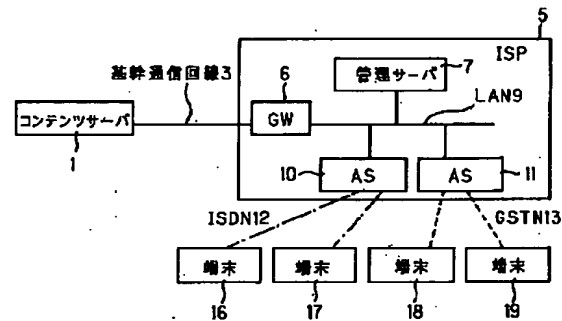 5
ISP
基幹通信回線3
6
管理サーバ
7
LAN9
コンテンツサーバ
GW
1
10
AS
AS
11
ISDN12
GSTN13
端末
端末
端末
端末
16
17
18
19